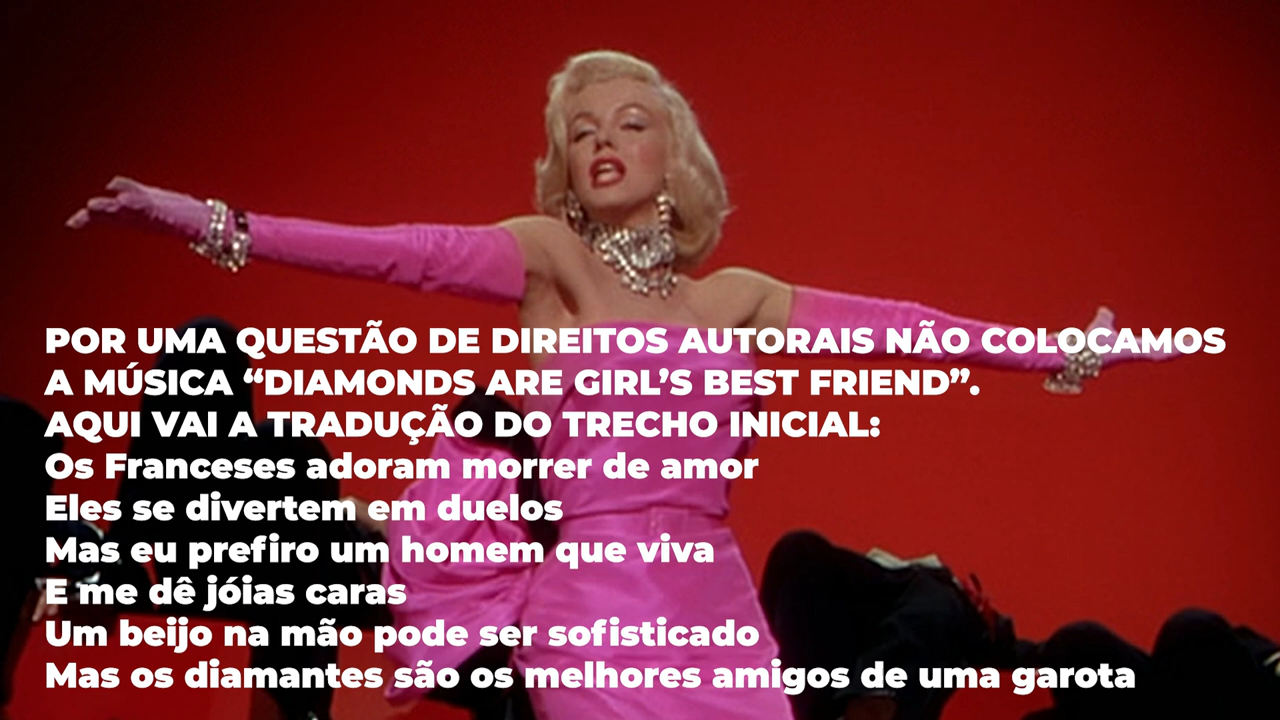 POR UMA QUESTÃO DE DIREITOS AUTORAIS NÃO COLOCAMOS
A MÚSICA “DIAMONDS ARE GIRL’S BEST FRIEND”.
AQUI VAI A TRADUÇÃO DO TRECHO INICIAL:
Os Franceses adoram morrer de amor
Eles se divertem em duelos
Mas eu prefiro um homem que viva
E me dê jóias caras
Um beijo na mão pode ser sofisticado
Mas os diamantes são os melhores amigos de uma garota